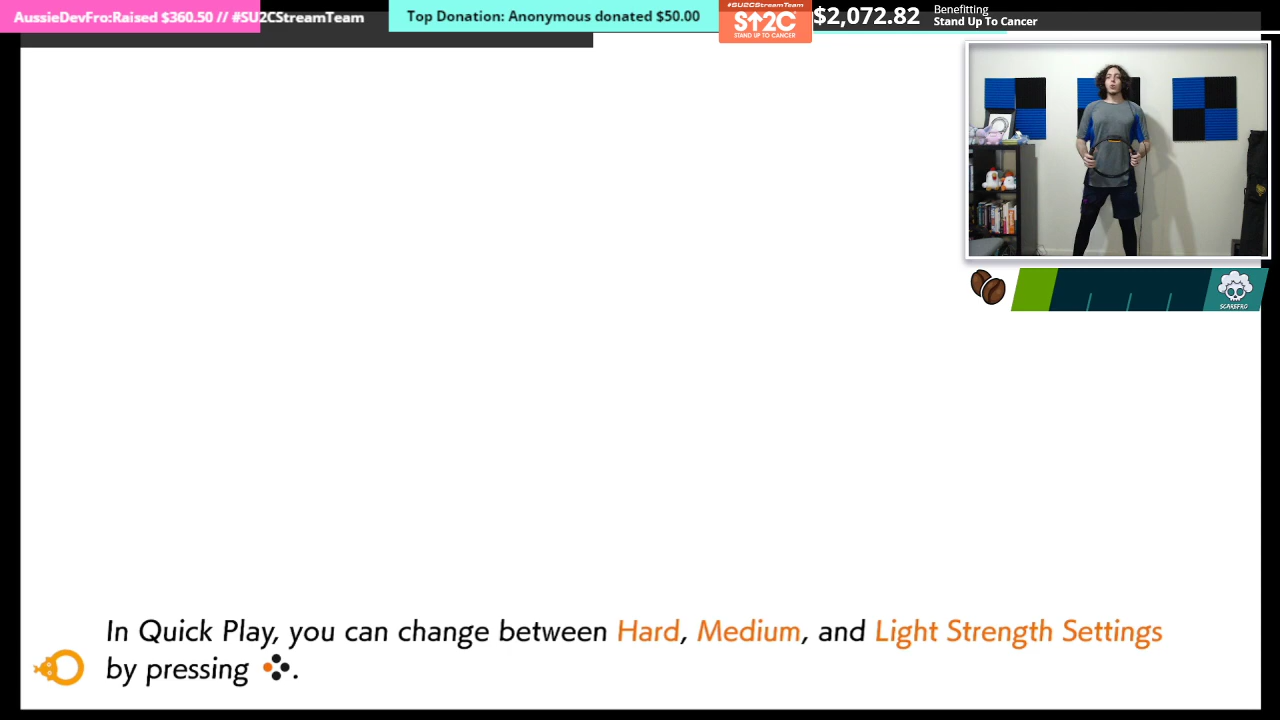 AussieDevFro:Raised $360.50 // #SU2CStreamTeam
Top Donation: Anonymous donated $50.00
#SU2CStreamTeam
SU2C
STAND UP TO CANCER
$2,072.82
Benefitting
Stand Up To Cancer
SCARBFRO
In Quick Play, you can change between Hard, Medium, and Light Strength Settings
by pressing .